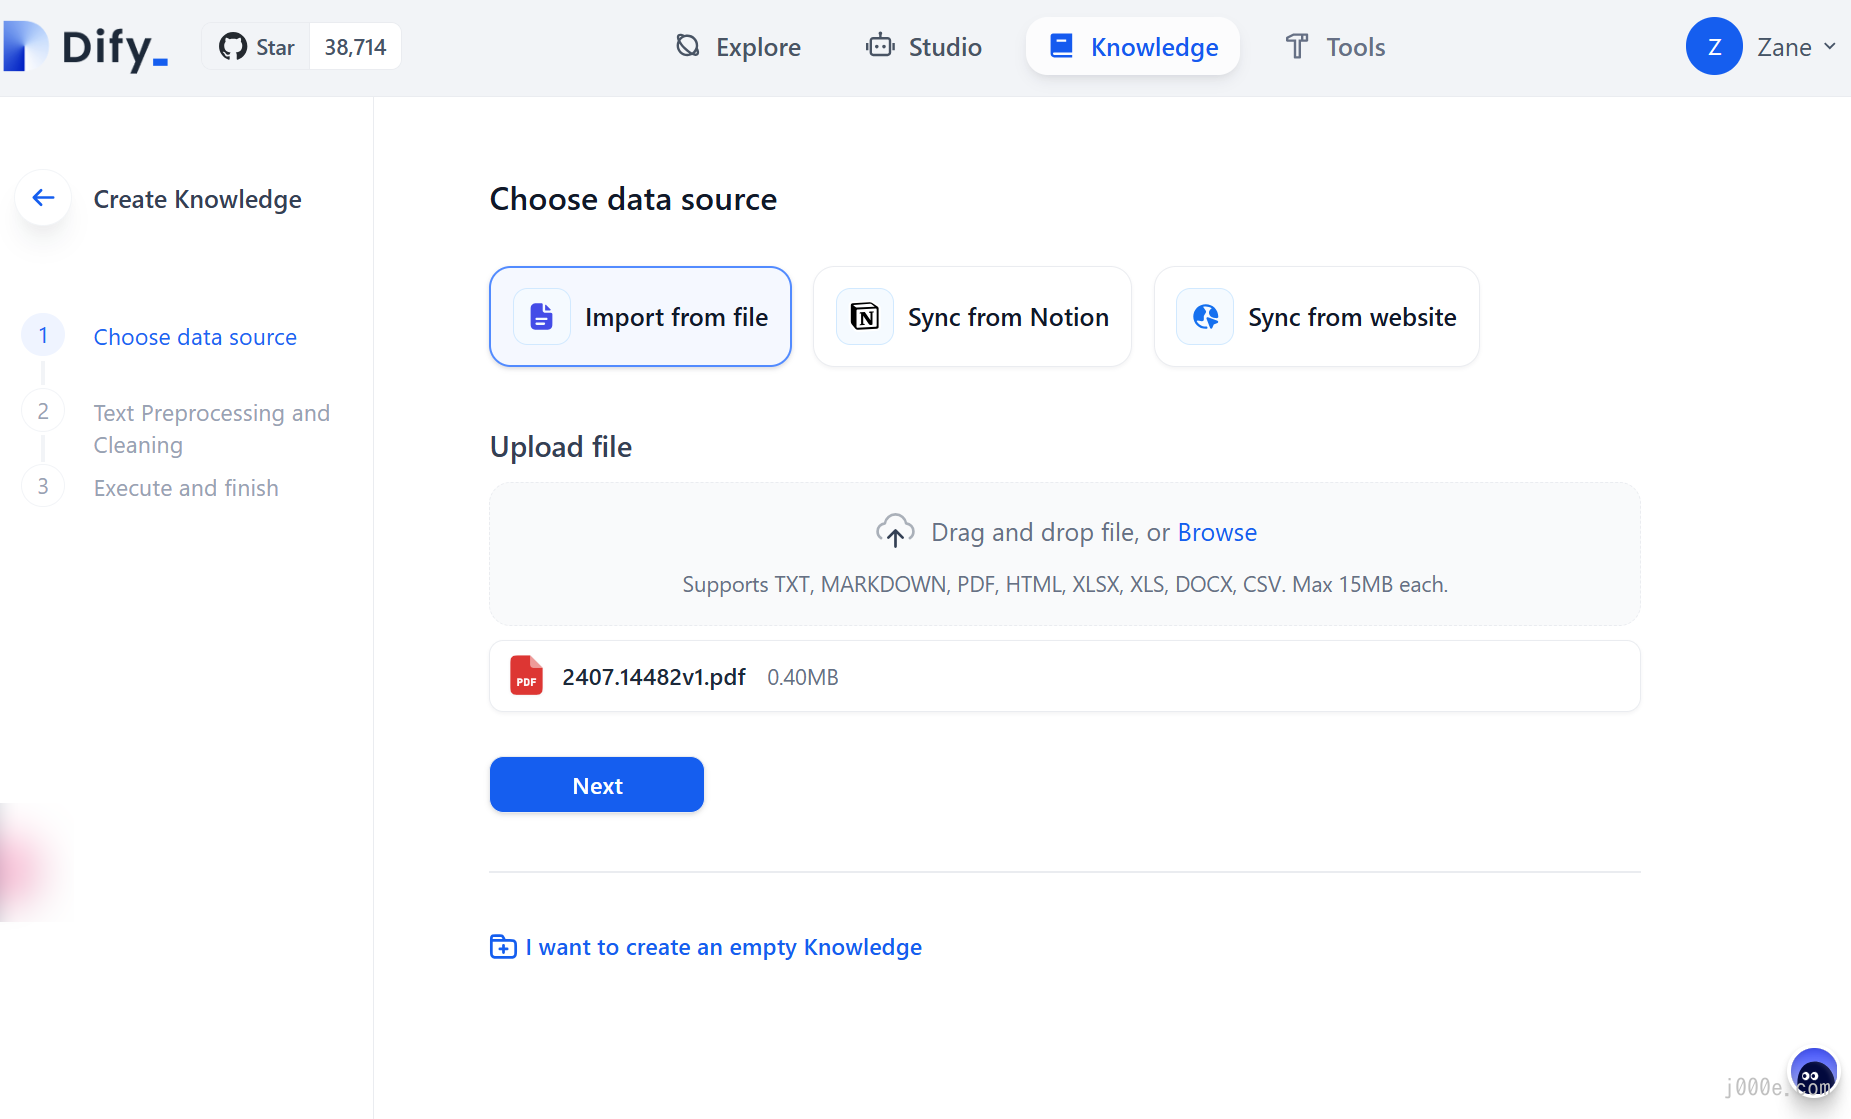 Dify_
Star 38,714
Explore
Studio
Knowledge
Tools
Z
Zane
Create Knowledge
1 Choose data source
2 Text Preprocessing and
Cleaning
3 Execute and finish
Choose data source
Import from file
Sync from Notion
Sync from website
Upload file
Drag and drop file, or Browse
Supports TXT, MARKDOWN, PDF, HTML, XLSX, XLS, DOCX, CSV. Max 15MB each.
PDF 2407.14482v1.pdf 0.40MB
Next
I want to create an empty Knowledge
j000e.com